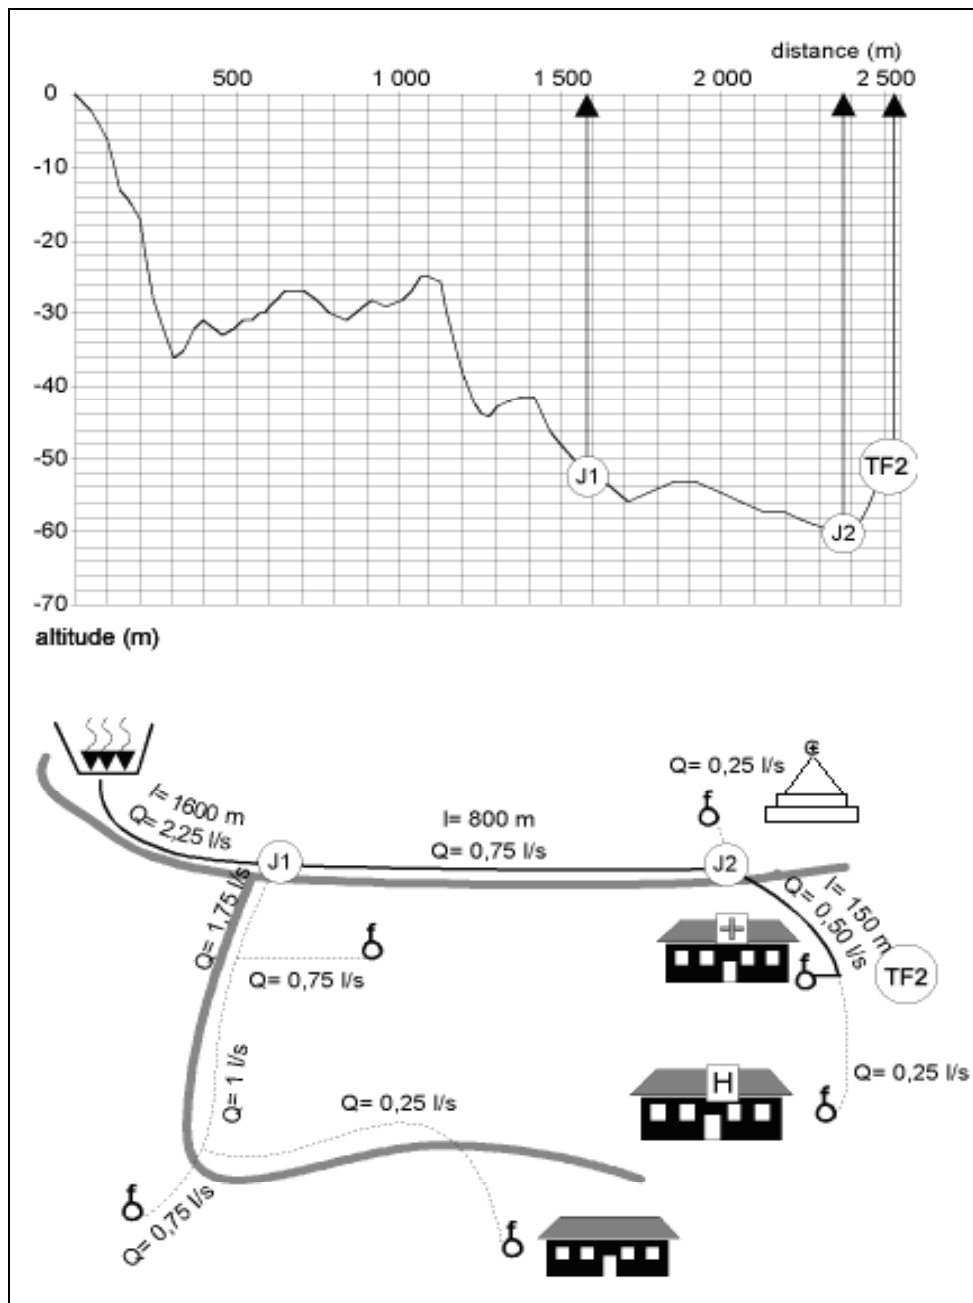 distance (m)
500 1 000 1 500 2 000 2 500
0
-10
-20
-30
-40
-50
-60
-70
J1
J2
TF2
altitude (m)
l= 1600 m
Q= 2,25 l/s
J1
l= 800 m
Q= 0,75 l/s
Q= 0,25 l/s
f
J2
l= 150 m
Q= 0,50 l/s
Q= 1,75 l/s
f
Q= 0,75 l/s
f
TF2
Q= 1 l/s
H
Q= 0,25 l/s
f
Q= 0,25 l/s
f
Q= 0,75 l/s
f